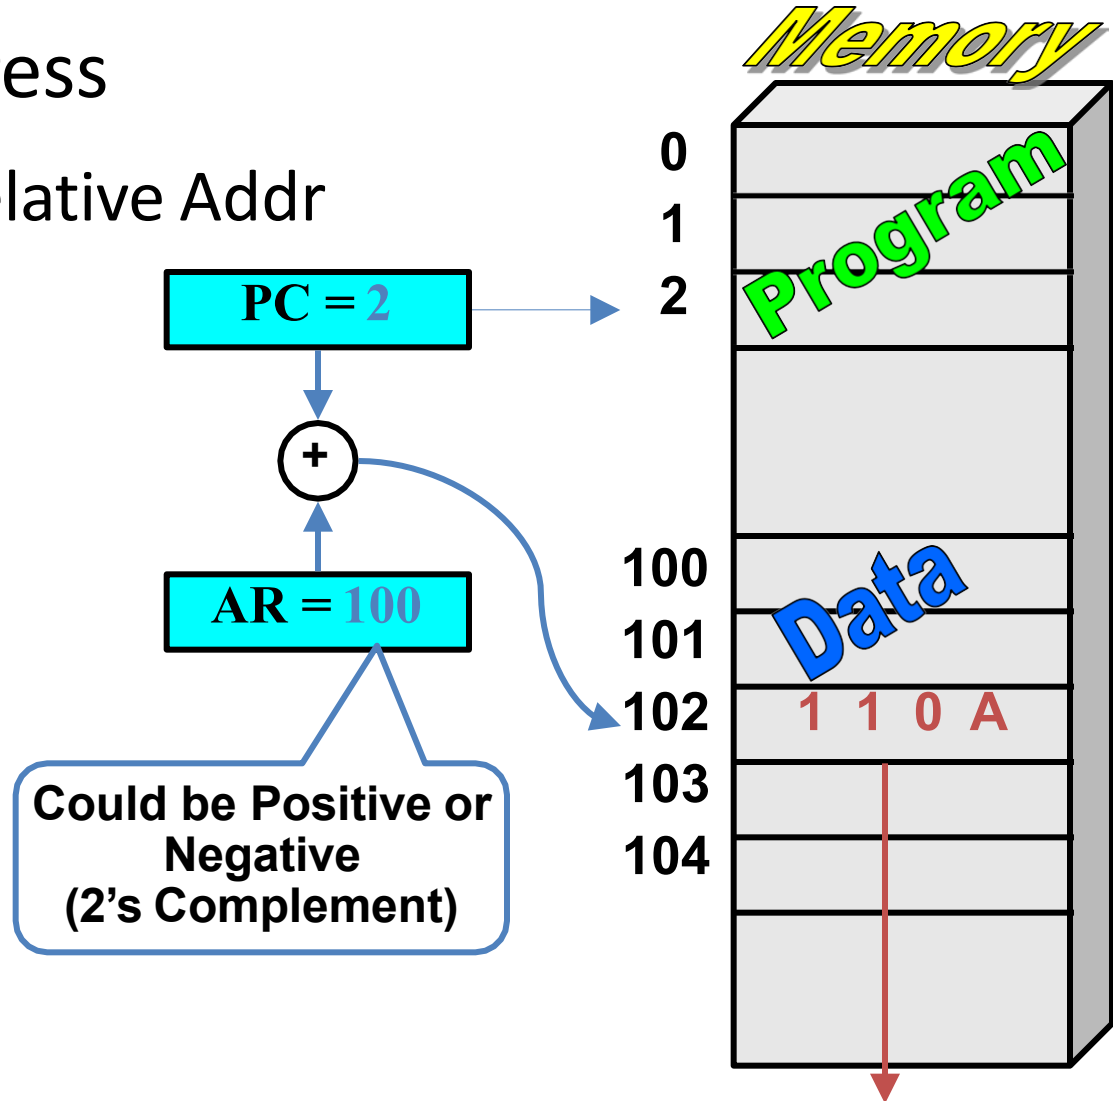 Memory
ess
elative Addr
0
1
2
Program
PC = 2
+
AR = 100
100
101
102
103
104
Data
1 1 0 A
Could be Positive or
Negative
(2’s Complement)